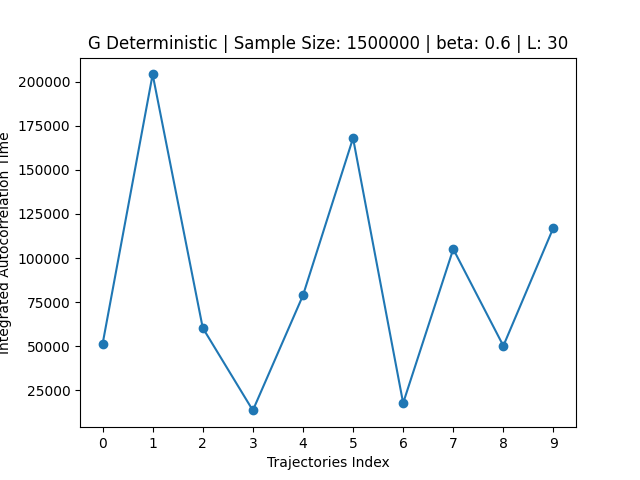 G Deterministic | Sample Size: 1500000 | beta: 0.6 | L: 30
200000
175000
150000
125000
100000
75000
50000
25000
Integrated Autocorrelation Time
0 1 2 3 4 5 6 7 8 9
Trajectories Index